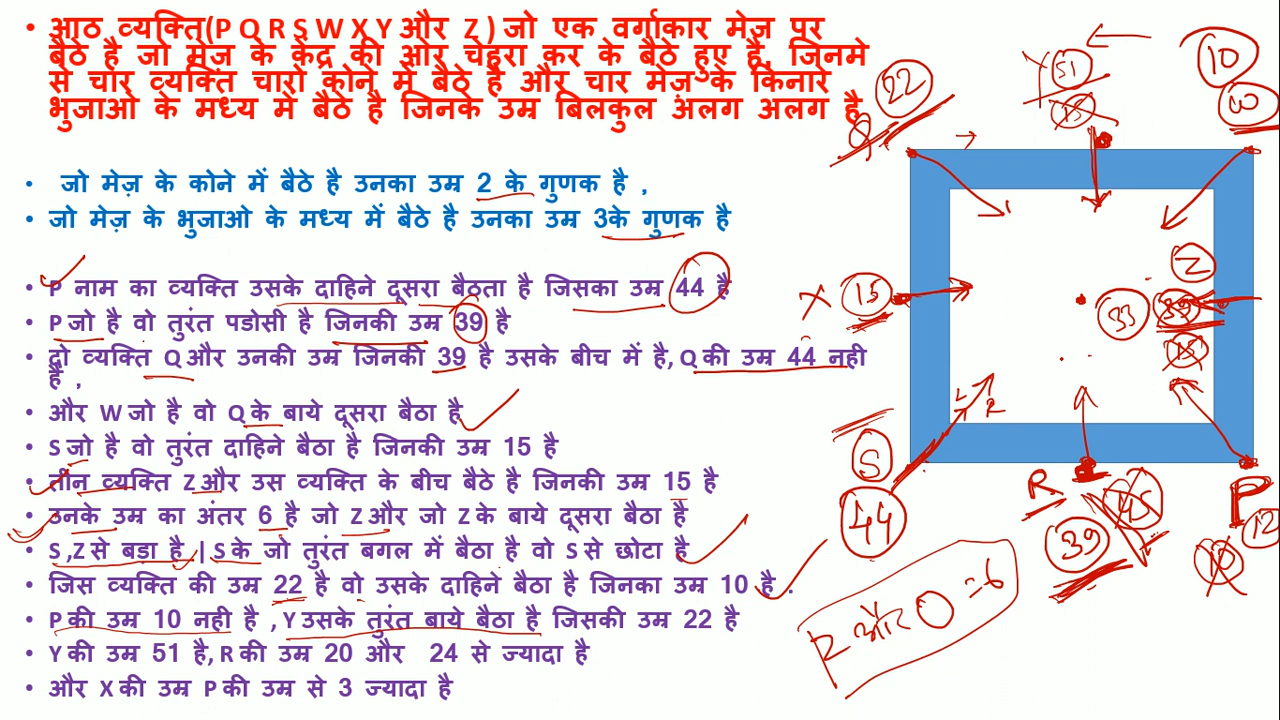 • आठ व्यक्ति(P Q R S W X Y और Z ) जो एक वर्गाकार मेज़ पर
बैठे है जो मेज़ के केंद्र की ओर चेहरा कर के बैठे हुए है, जिनमे
से चार व्यक्ति चारो कोने में बैठे है और चार मेज़ के किनारे
भुजाओ के मध्य में बैठे है जिनके उम्र बिलकुल अलग अलग है
• जो मेज़ के कोने में बैठे है उनका उम्र 2 के गुणक है ,
• जो मेज़ के भुजाओ के मध्य में बैठे है उनका उम्र 3के गुणक है
• P नाम का व्यक्ति उसके दाहिने दूसरा बैठता है जिसका उम्र 44 है
• P जो है वो तुरंत पडोसी है जिनकी उम्र 39 है
• दो व्यक्ति Q और उनकी उम्र जिनकी 39 है उसके बीच में है, Q की उम्र 44 नही
है ,
• और W जो है वो Q के बाये दूसरा बैठा है
• S जो है वो तुरंत दाहिने बैठा है जिनकी उम्र 15 है
• तीन व्यक्ति Z और उस व्यक्ति के बीच बैठे है जिनकी उम्र 15 है
• उनके उम्र का अंतर 6 है जो Z और जो Z के बाये दूसरा बैठा है
• S ,Z से बड़ा है | S के जो तुरंत बगल में बैठा है वो S से छोटा है
• जिस व्यक्ति की उम्र 22 है वो उसके दाहिने बैठा है जिनका उम्र 10 है .
• P की उम्र 10 नही है , Y उसके तुरंत बाये बैठा है जिसकी उम्र 22 है
• Y की उम्र 51 है, R की उम्र 20 और 24 से ज्यादा है
• और X की उम्र P की उम्र से 3 ज्यादा है
Y 51 10
22
Q 15
Z
X 15 33 39
15
L R
S
44 R 45 P
39 12
10
R और = 6